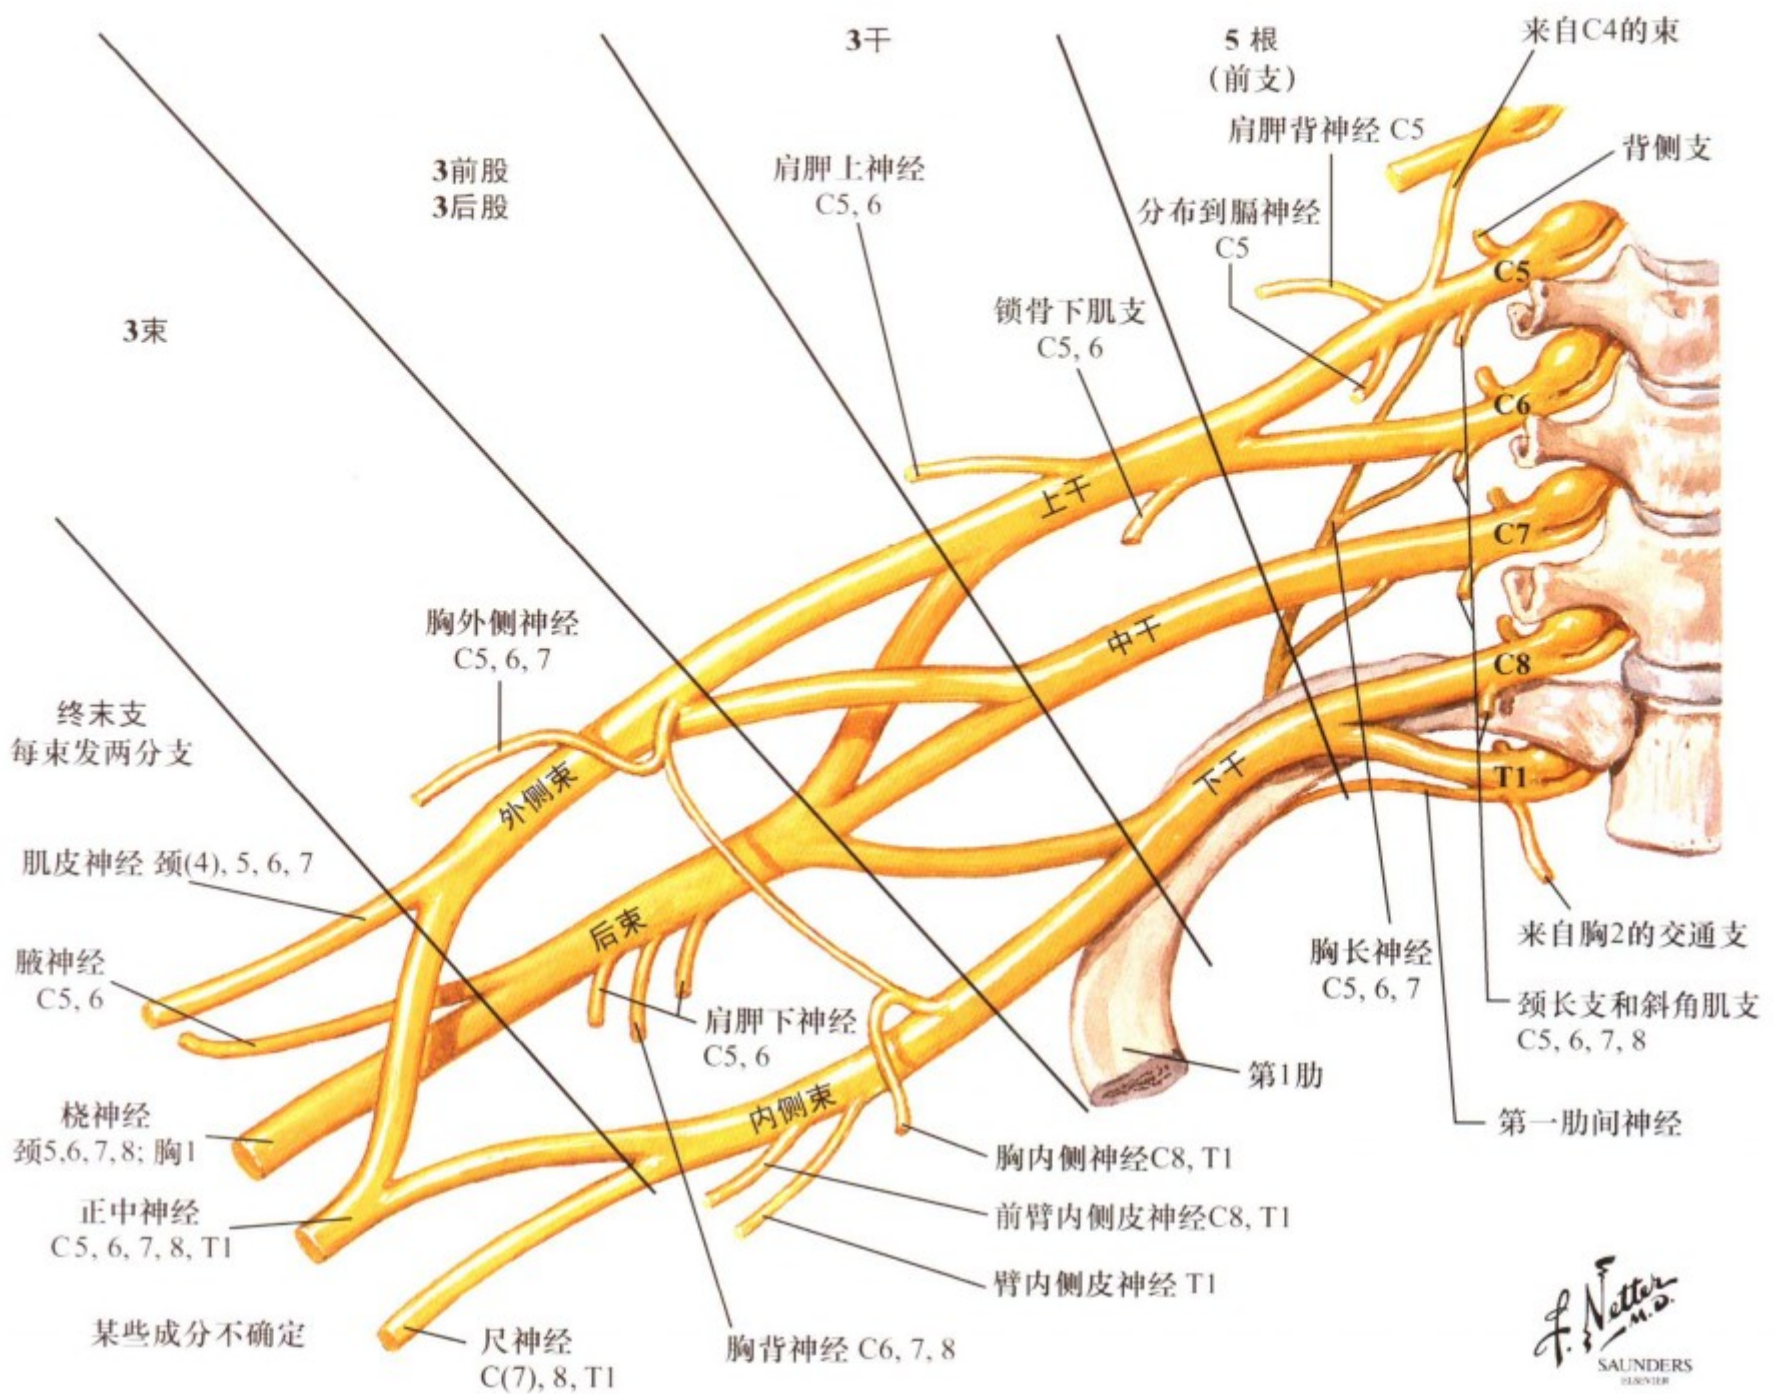 3干
5 根
(前支)
来自C4的束
肩胛背神经 C5
背侧支
3前股
3后股
肩胛上神经
C5, 6
分布到膈神经
C5
C5
锁骨下肌支
C5, 6
3束
C6
上干
C7
胸外侧神经
C5, 6, 7
中干
C8
终末支
每束发两分支
外侧束
下干
T1
肌皮神经 颈(4), 5, 6, 7
后束
来自胸2的交通支
胸长神经
C5, 6, 7
腋神经
C5, 6
肩胛下神经
C5, 6
颈长支和斜角肌支
C5, 6, 7, 8
第1肋
内侧束
桡神经
颈5,6, 7, 8; 胸1
第一肋间神经
胸内侧神经C8, T1
正中神经
C5, 6, 7, 8, T1
前臂内侧皮神经C8, T1
臂内侧皮神经 T1
某些成分不确定
尺神经
C(7), 8, T1
胸背神经 C6, 7, 8
F. Netter
M.D.
SAUNDERS
ELSEVIER